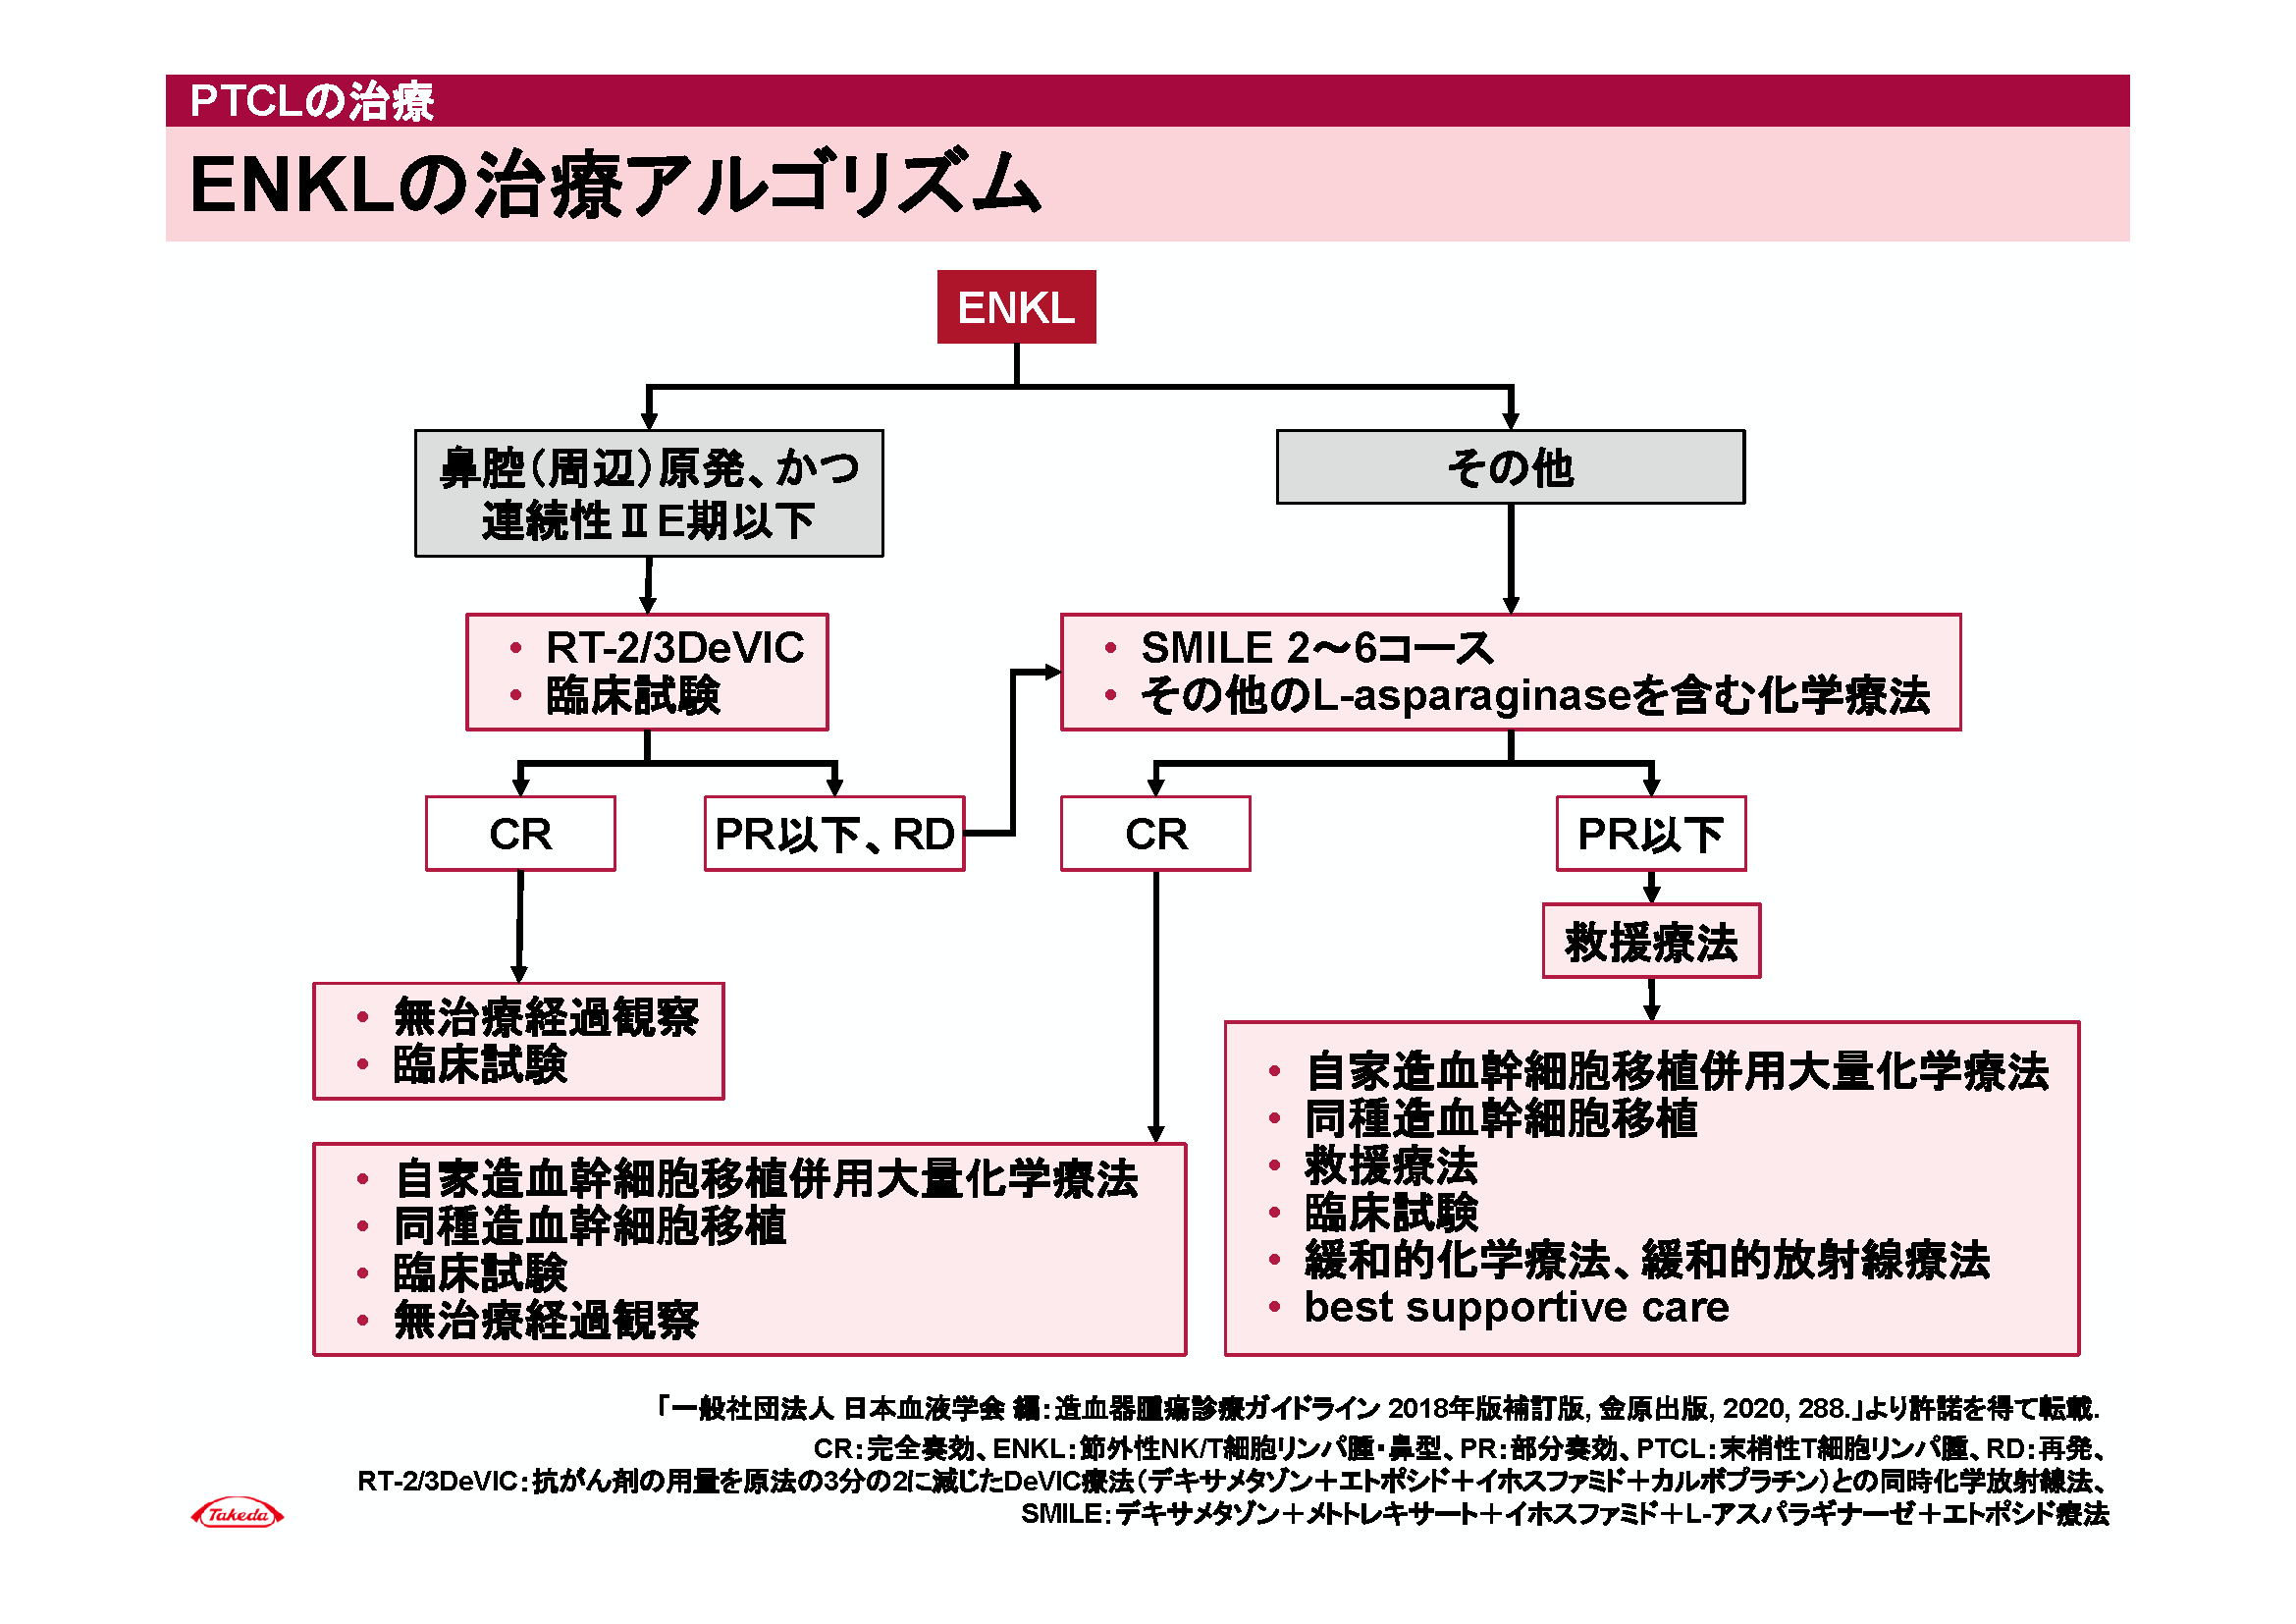 PTCLの治療
ENKLの治療アルゴリズム
ENKL
鼻腔（周辺）原発、かつ
連続性ⅡE期以下
その他
• RT-2/3DeVIC
• 臨床試験
• SMILE 2～6コース
• その他のL-asparaginaseを含む化学療法
CR
PR以下、RD
CR
PR以下
救援療法
• 無治療経過観察
• 臨床試験
• 自家造血幹細胞移植併用大量化学療法
• 同種造血幹細胞移植
• 臨床試験
• 無治療経過観察
• 自家造血幹細胞移植併用大量化学療法
• 同種造血幹細胞移植
• 救援療法
• 臨床試験
• 緩和的化学療法、緩和的放射線療法
• best supportive care
「一般社団法人 日本血液学会 編：造血器腫瘍診療ガイドライン 2018年版補訂版, 金原出版, 2020, 288.」より許諾を得て転載.
CR：完全奏効、ENKL：節外性NK/T細胞リンパ腫・鼻型、PR：部分奏効、PTCL：末梢性T細胞リンパ腫、RD：再発、
RT-2/3DeVIC：抗がん剤の用量を原法の3分の2に減じたDeVIC療法（デキサメタゾン＋エトポシド＋イホスファミド＋カルボプラチン）との同時化学放射線法、
SMILE：デキサメタゾン＋メトトレキサート＋イホスファミド＋L-アスパラギナーゼ＋エトポシド療法
Takeda